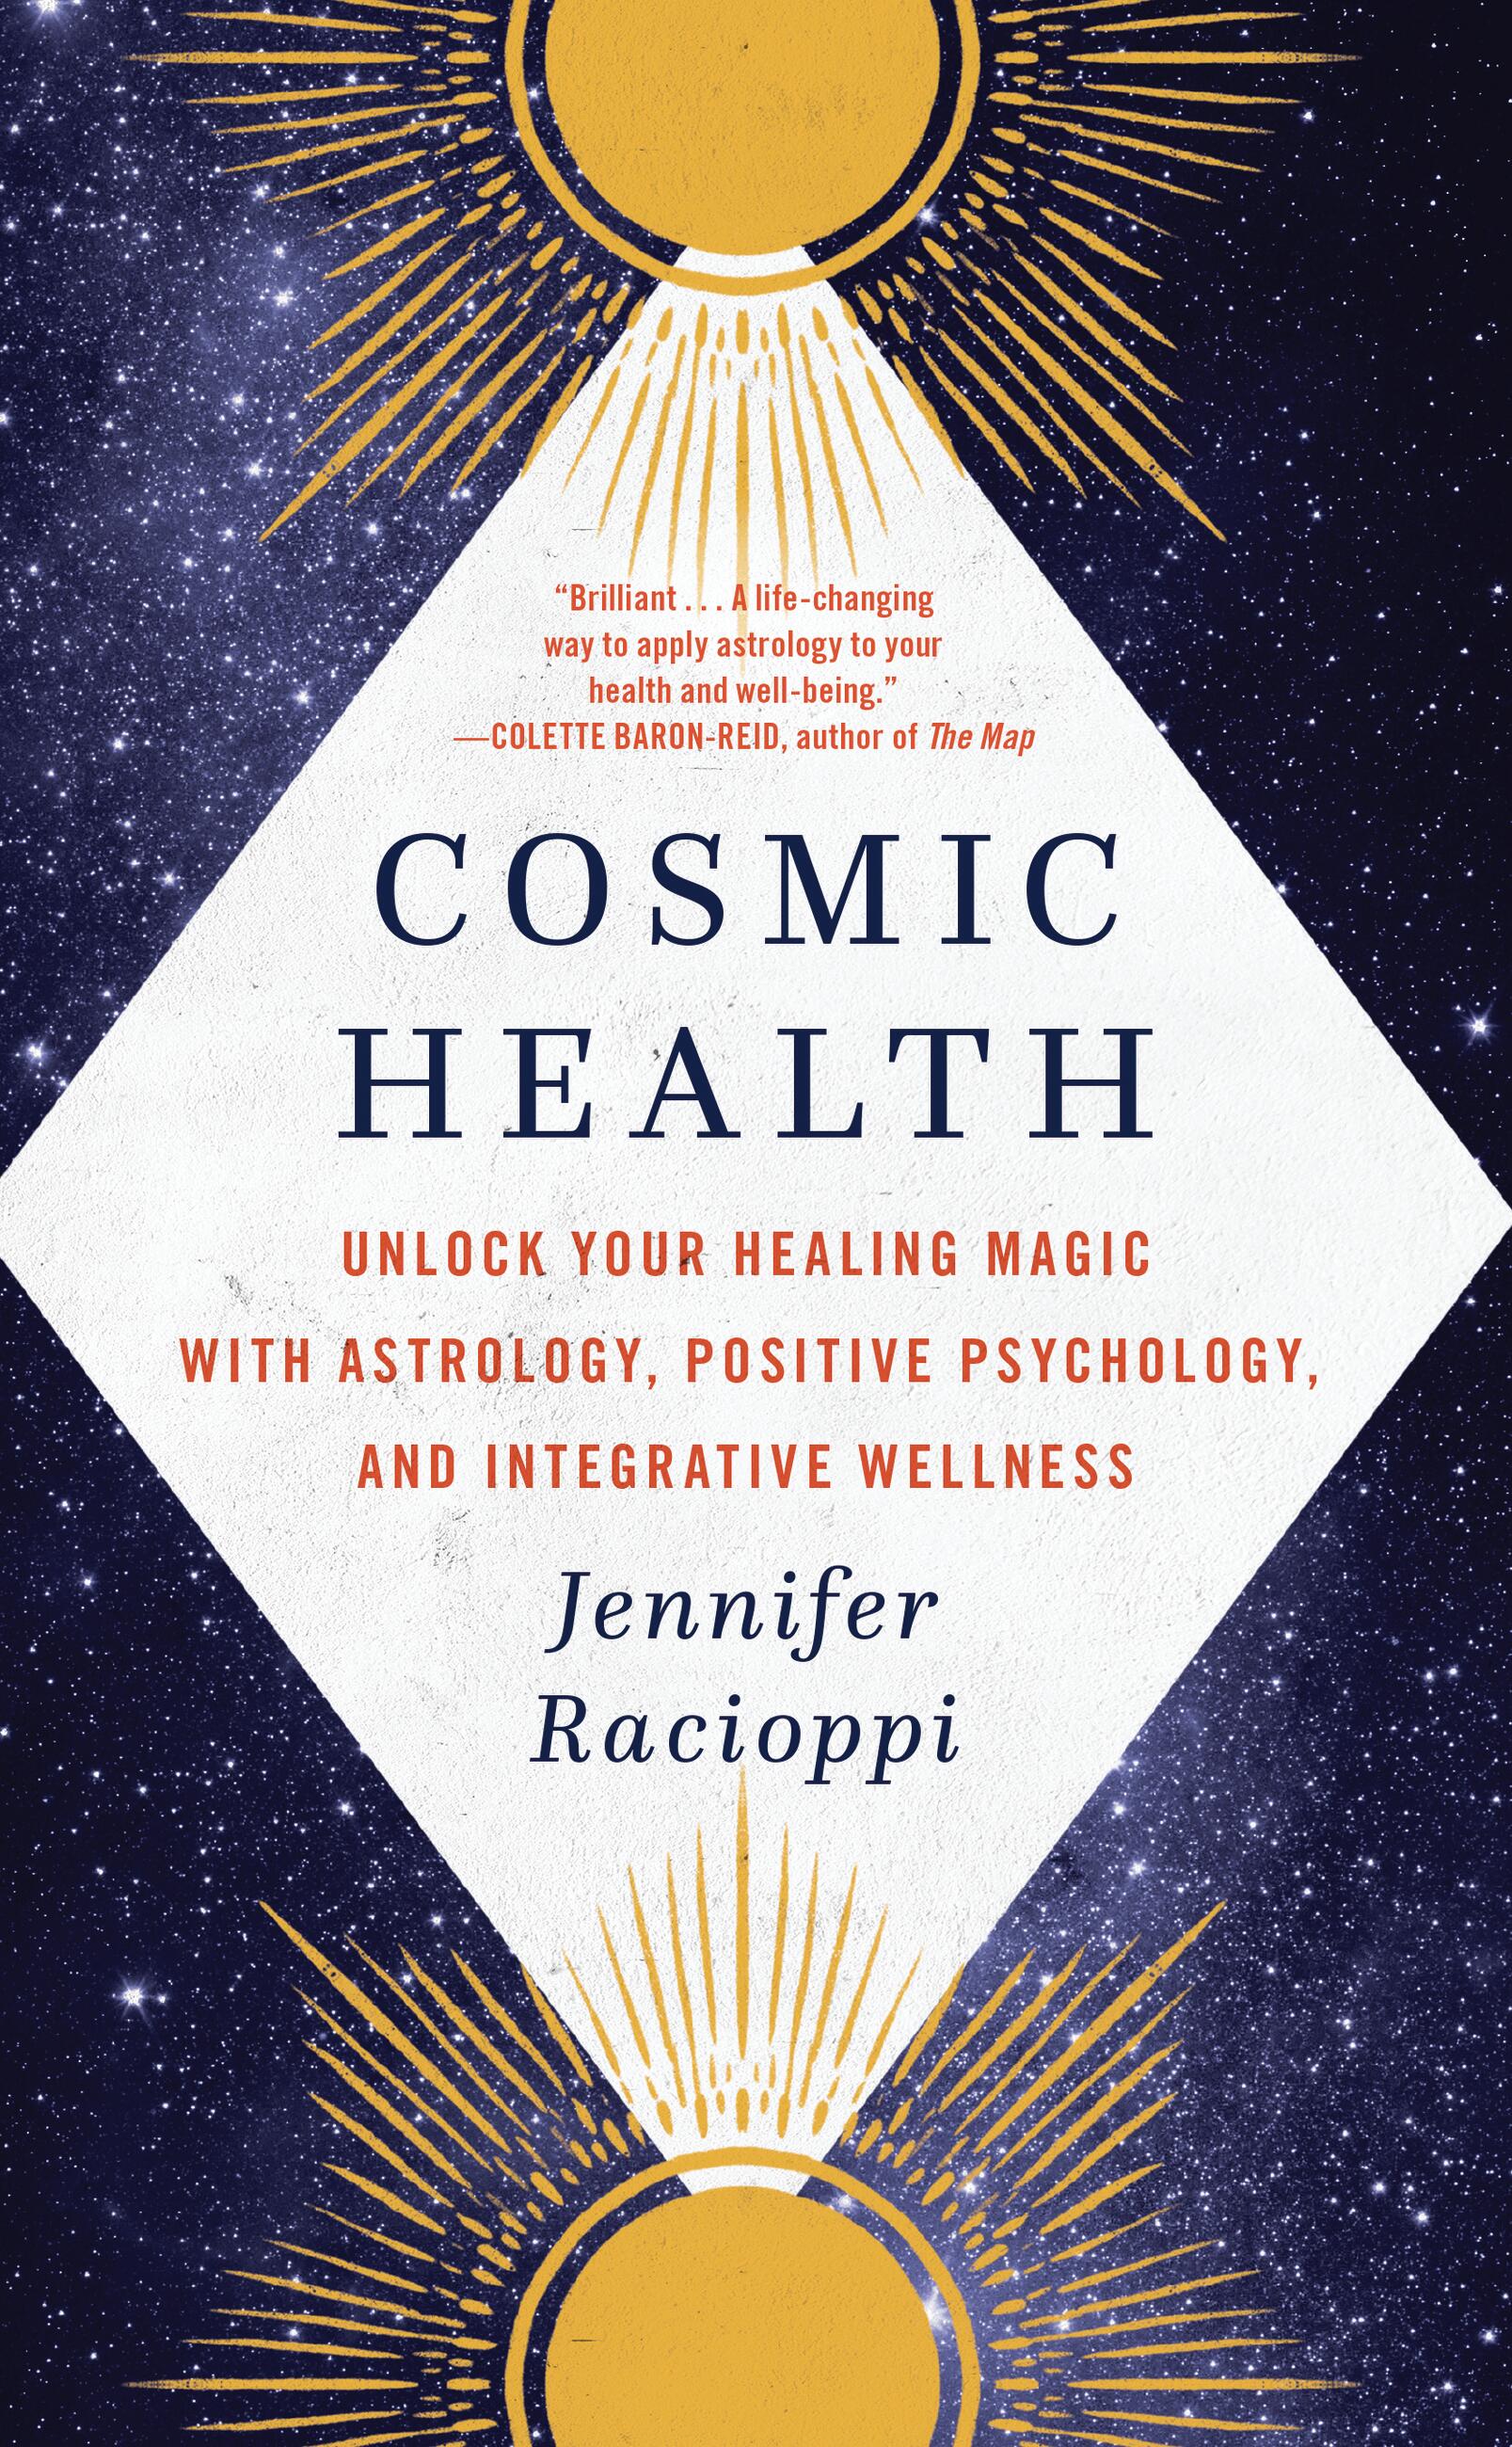 “Brilliant . . . A life-changing
way to apply astrology to your
health and well-being.”
—COLETTE BARON-REID, author of The Map
COSMIC
HEALTH
UNLOCK YOUR HEALING MAGIC
WITH ASTROLOGY, POSITIVE PSYCHOLOGY,
AND INTEGRATIVE WELLNESS
Jennifer
Racioppi